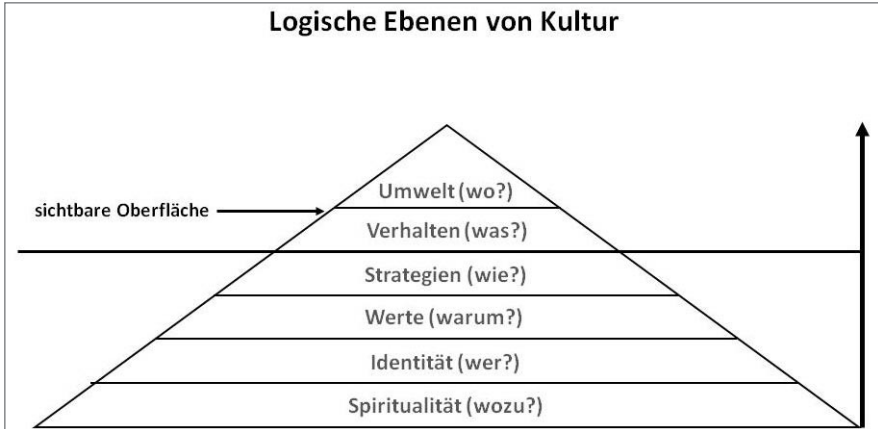 Logische Ebenen von Kultur
Umwelt (wo?)
sichtbare Oberfläche
Verhalten (was?)
Strategien (wie?)
Werte (warum?)
Identität (wer?)
Spiritualität (wozu?)